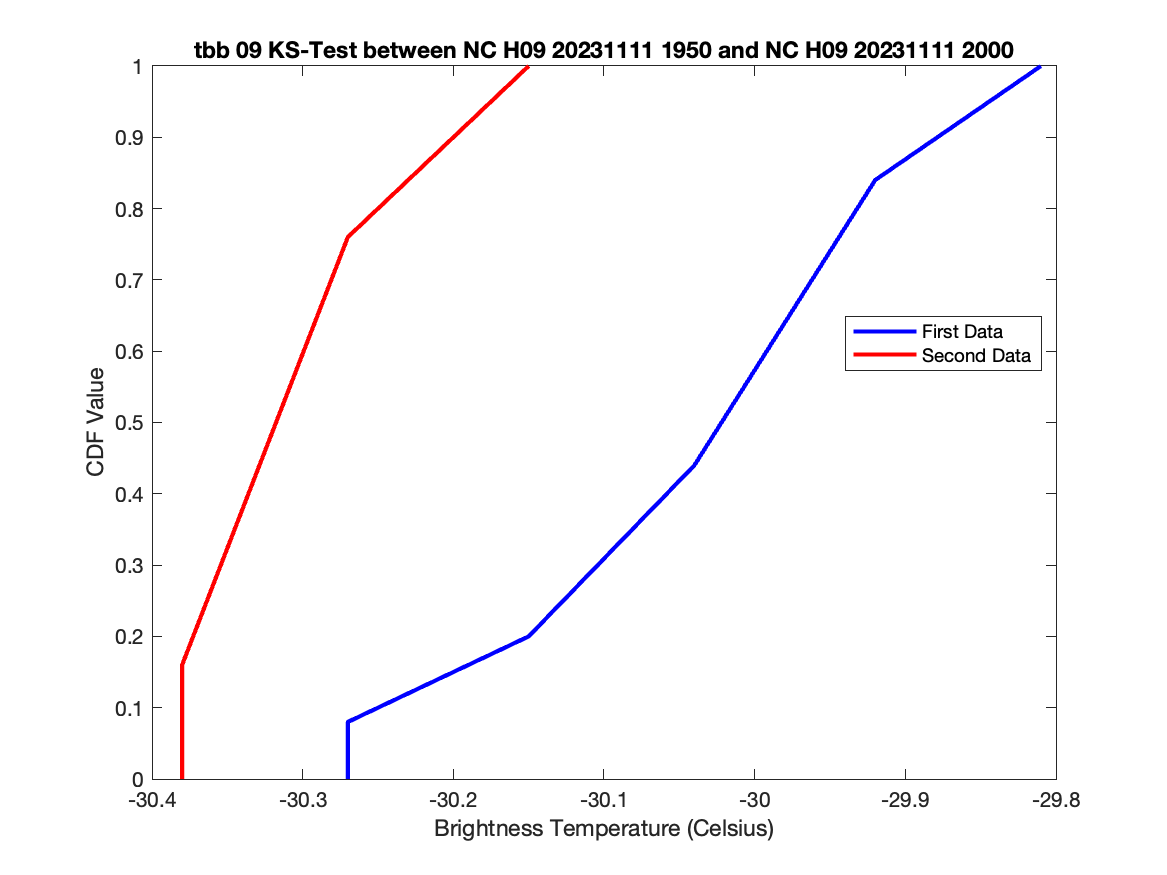 tbb 09 KS-Test between NC H09 20231111 1950 and NC H09 20231111 2000
1
0.9
0.8
0.7
0.6
0.5
0.4
0.3
0.2
0.1
0
CDF Value
First Data
Second Data
-30.4 -30.3 -30.2 -30.1 -30 -29.9 -29.8
Brightness Temperature (Celsius)